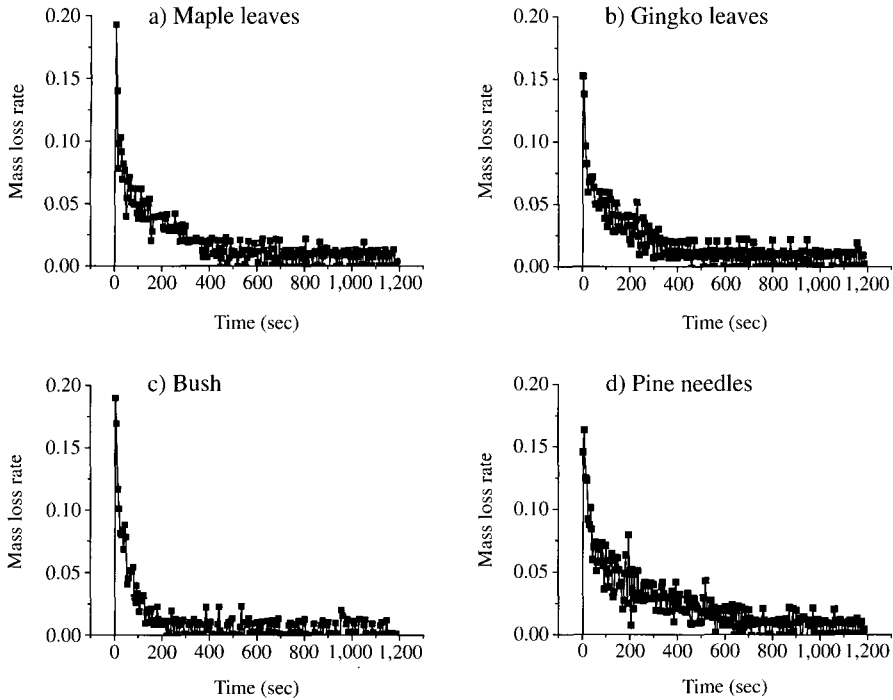 a) Maple leaves
Mass loss rate
0.20
0.15
0.10
0.05
0.00
0 200 400 600 800 1,000 1,200
Time (sec)
b) Gingko leaves
Mass loss rate
0.20
0.15
0.10
0.05
0.00
0 200 400 600 800 1,000 1,200
Time (sec)
c) Bush
Mass loss rate
0.20
0.15
0.10
0.05
0.00
0 200 400 600 800 1,000 1,200
Time (sec)
d) Pine needles
Mass loss rate
0.20
0.15
0.10
0.05
0.00
0 200 400 600 800 1,000 1,200
Time (sec)